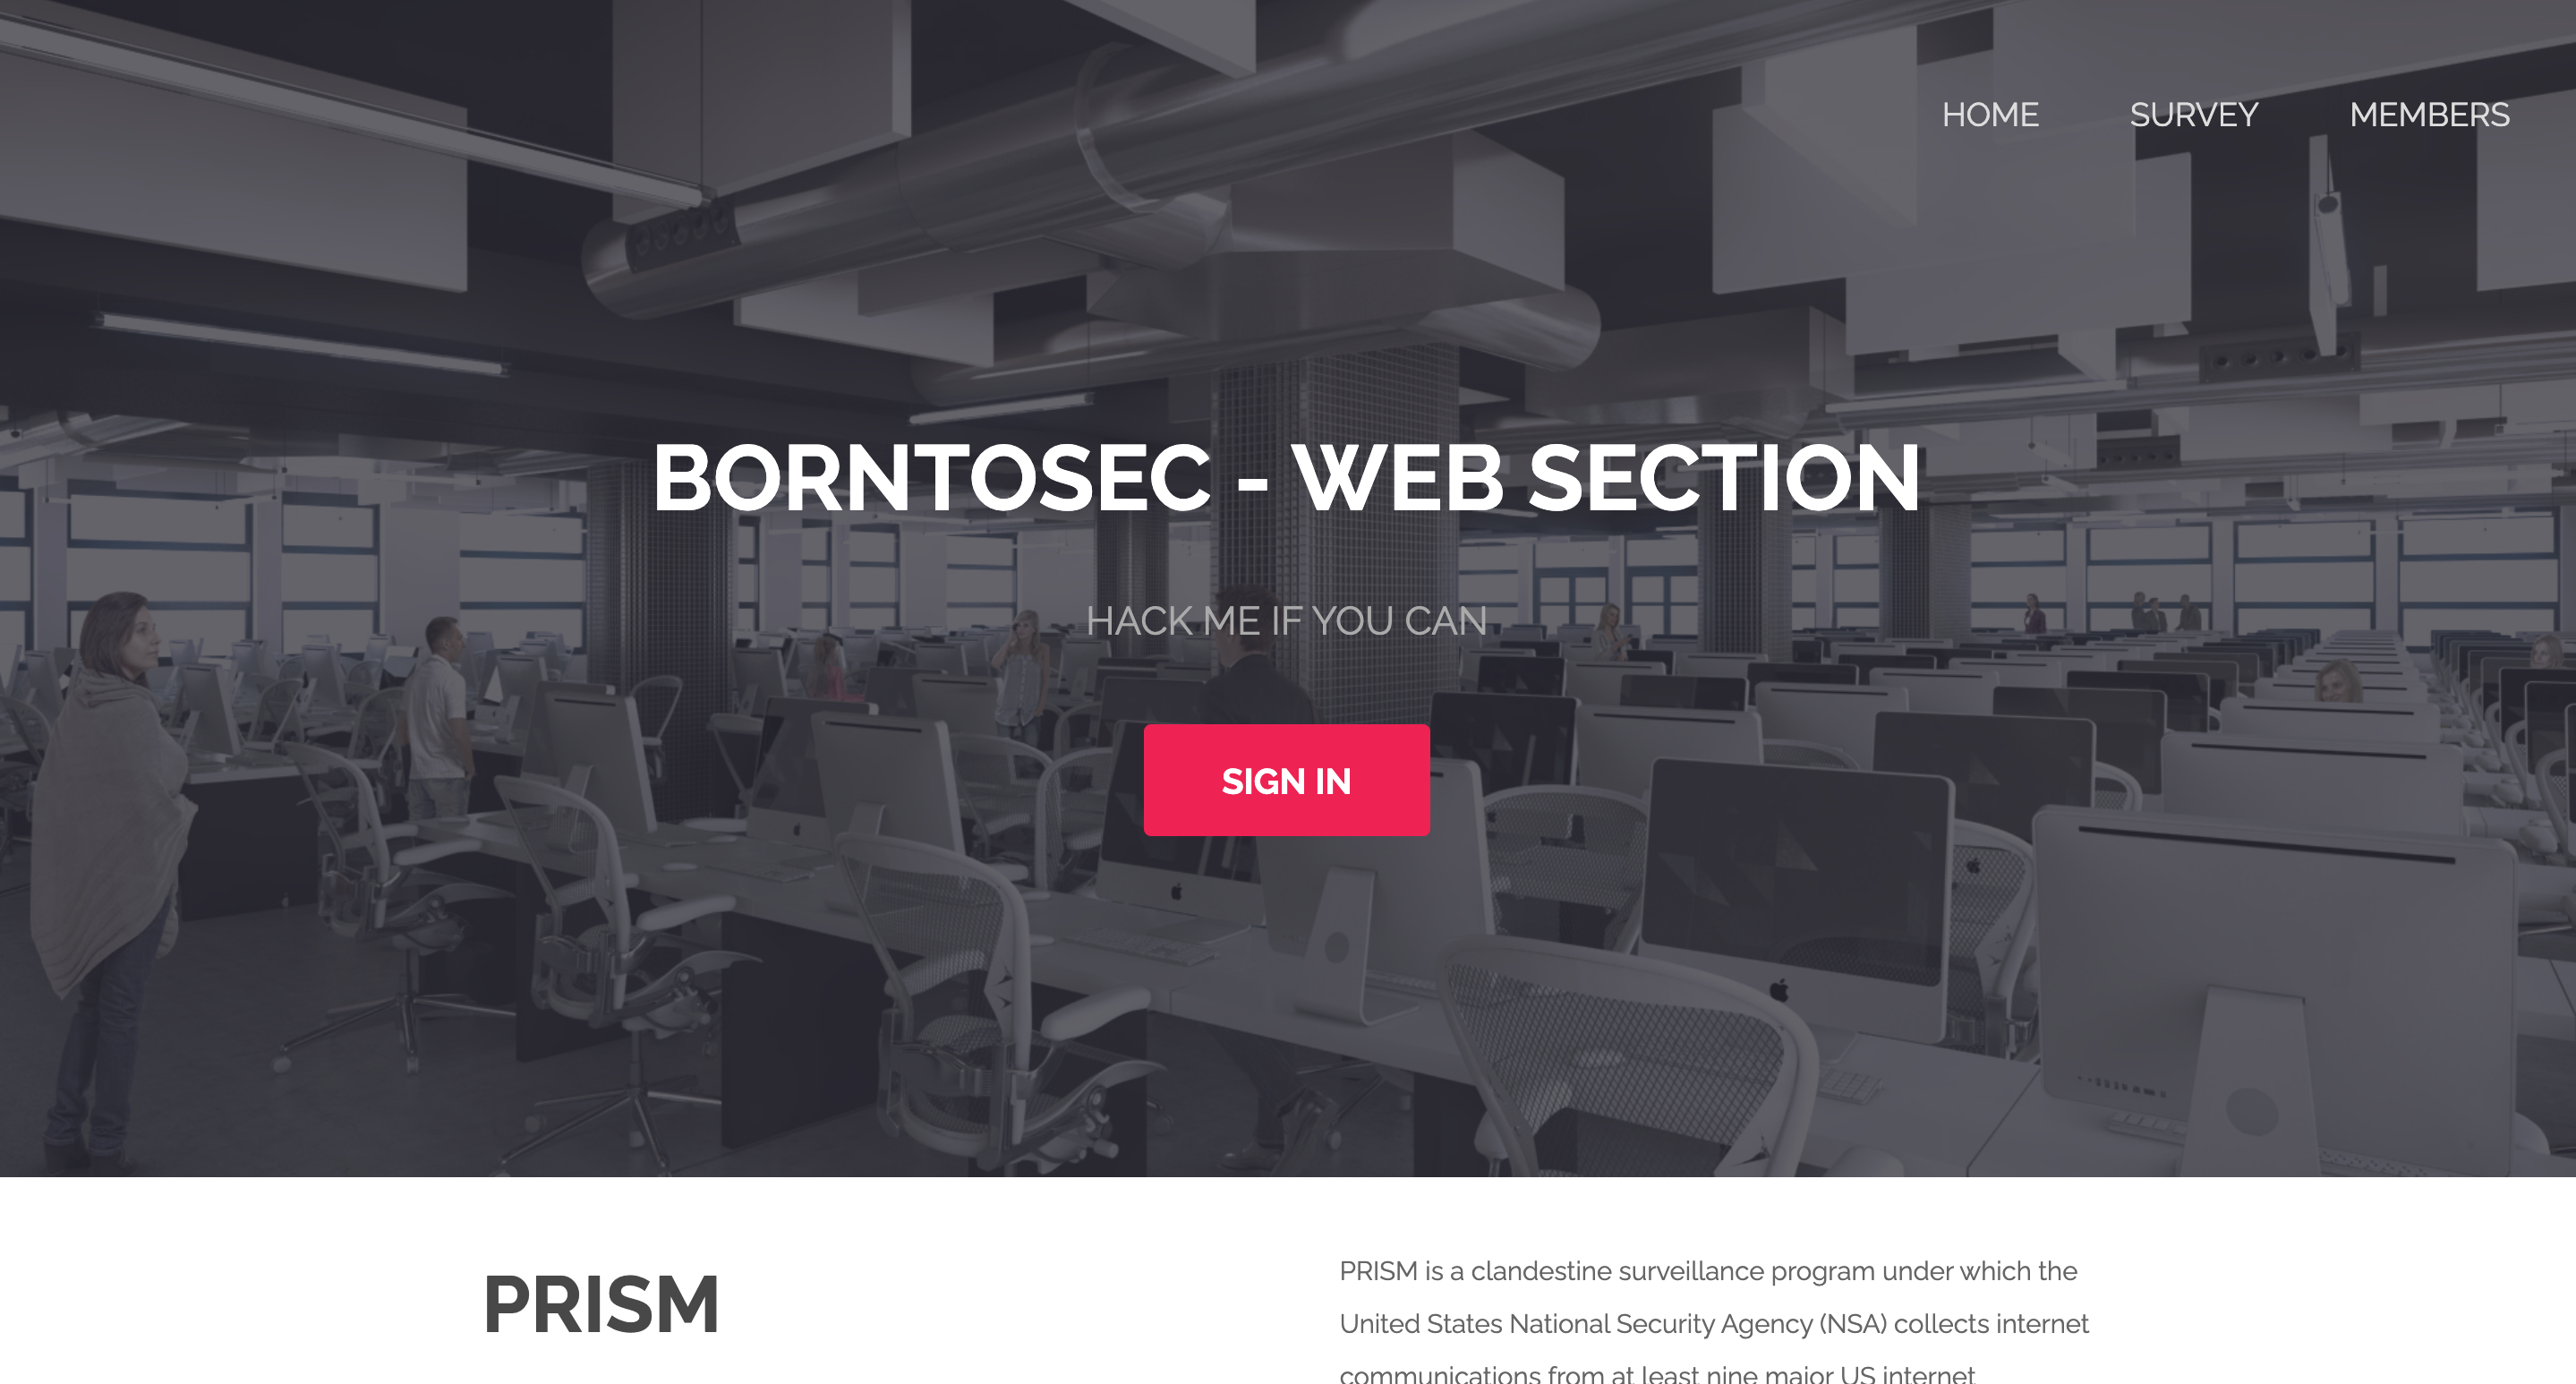 HOME SURVEY MEMBERS
BORNTOSEC - WEB SECTION
HACK ME IF YOU CAN
SIGN IN
PRISM
PRISM is a clandestine surveillance program under which the
United States National Security Agency (NSA) collects internet
communications from at least nine major US internet